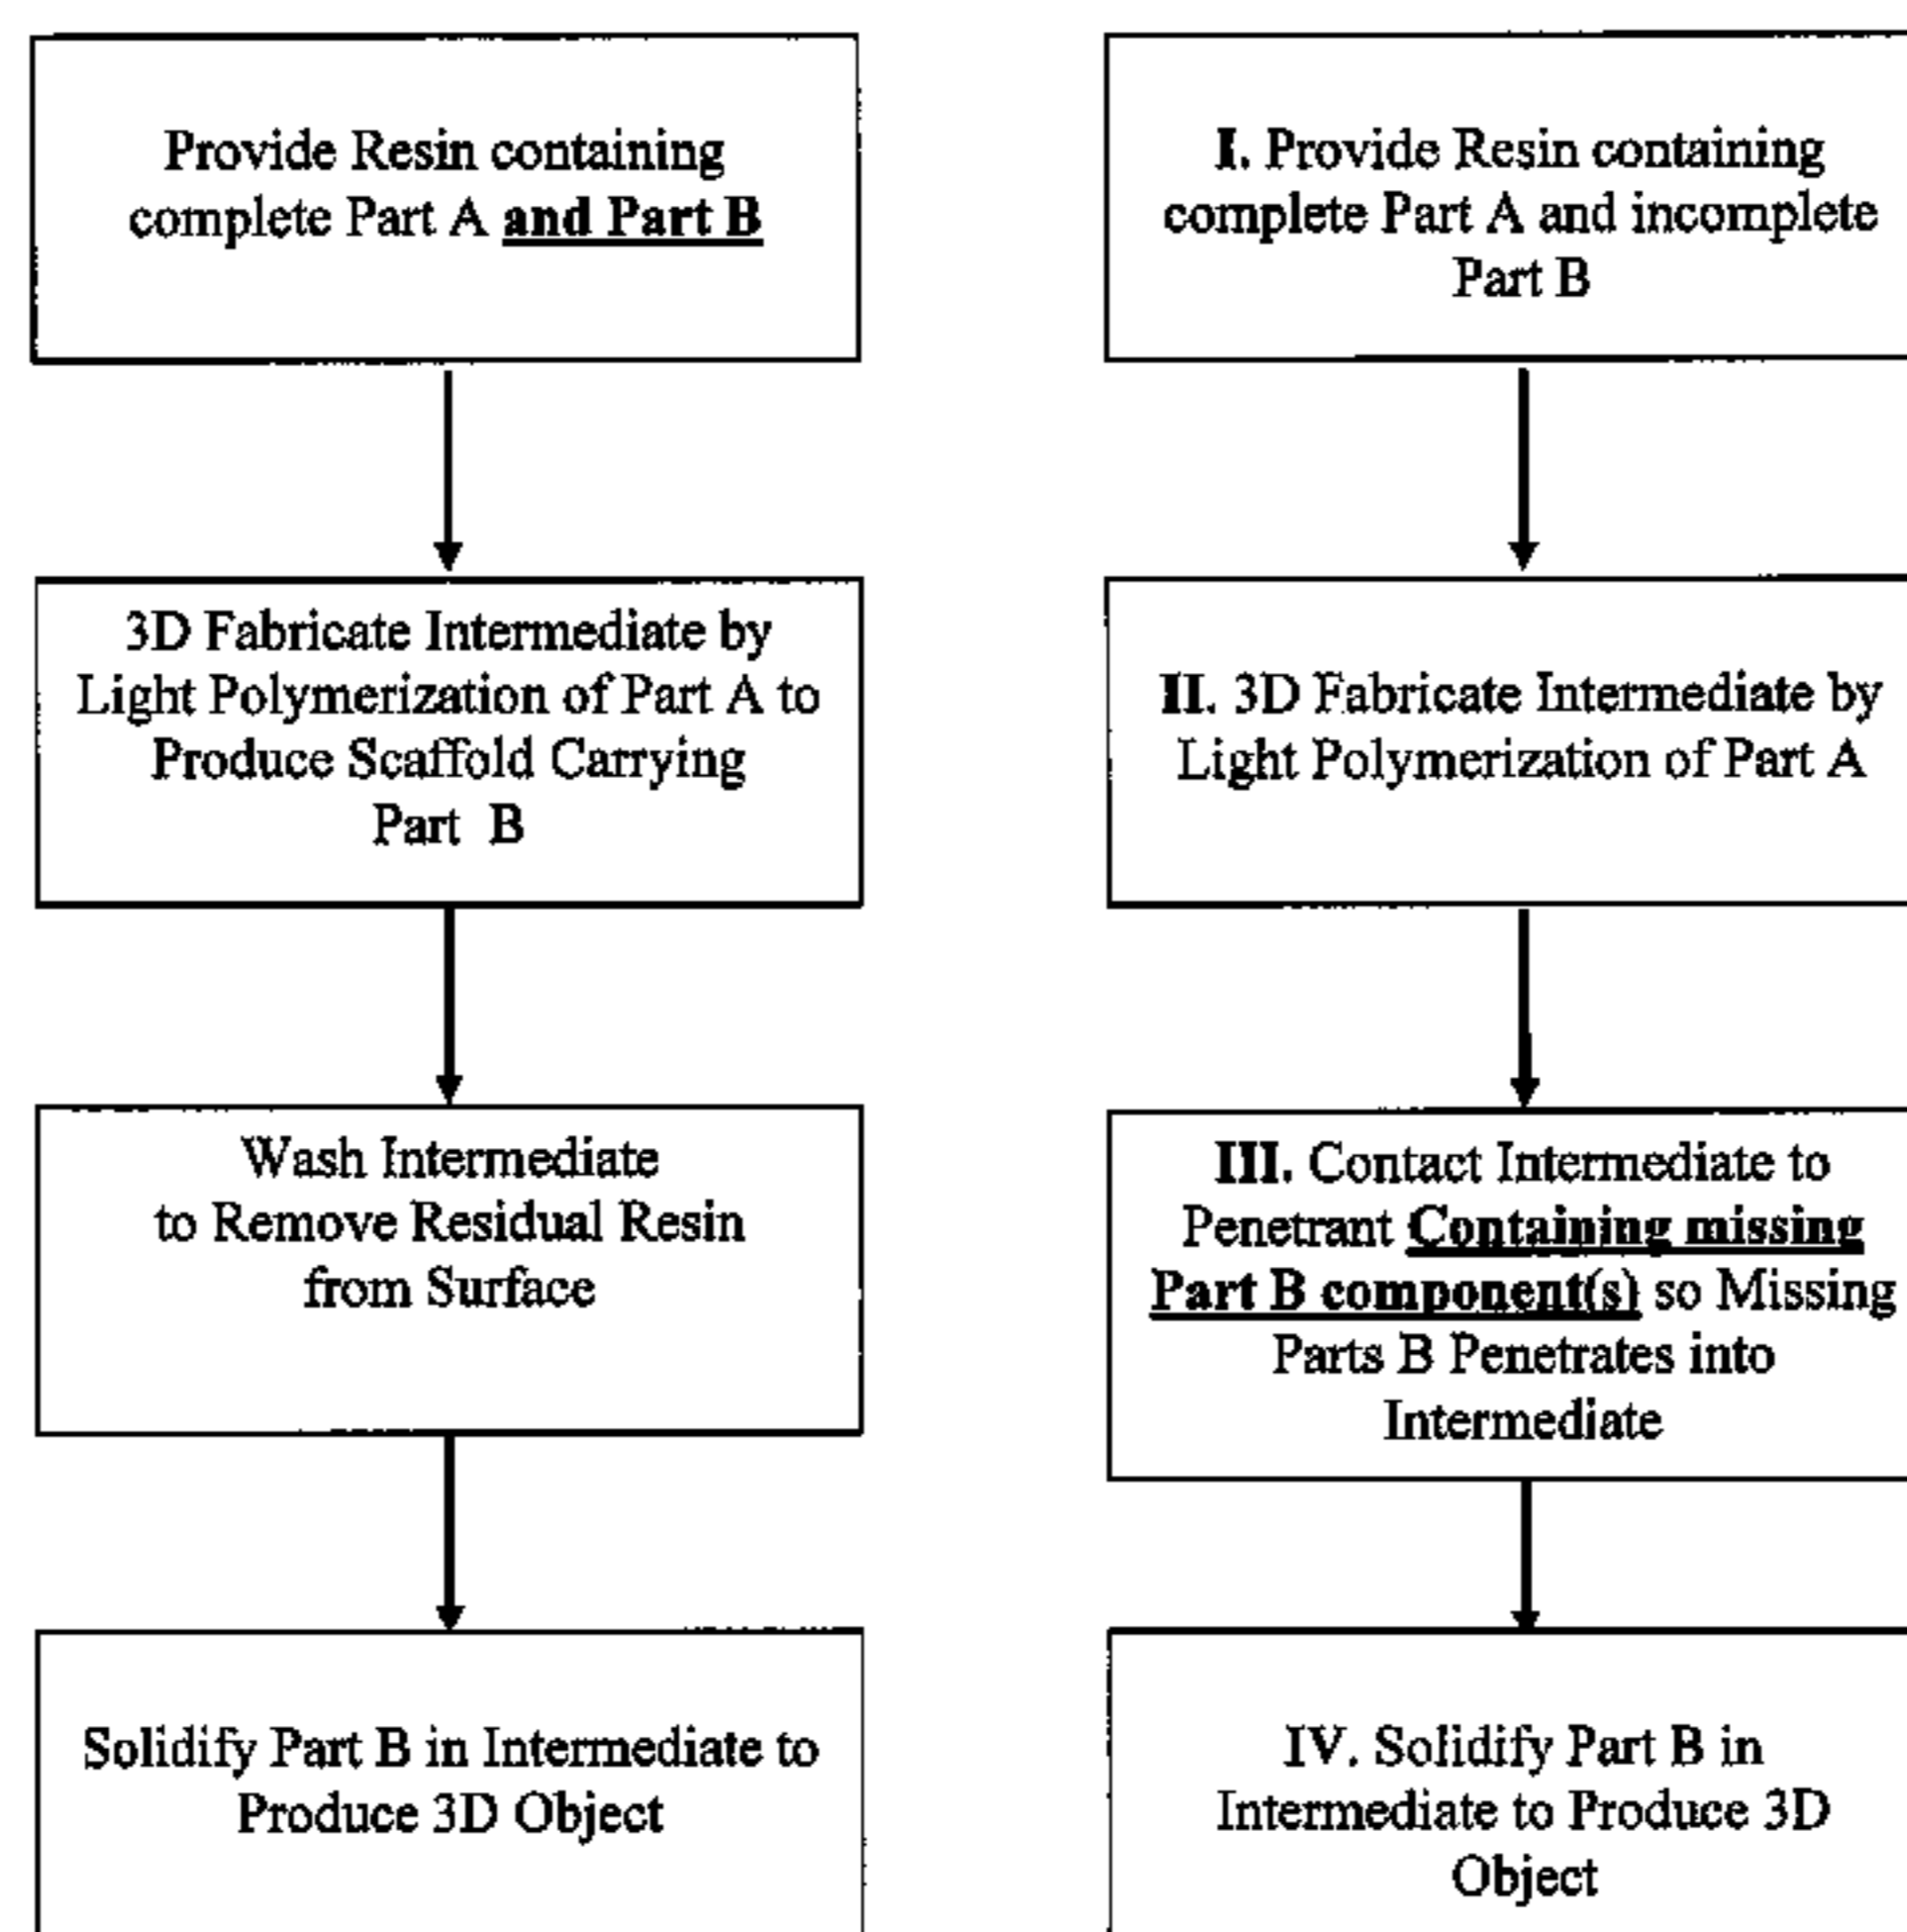 Provide Resin containing
complete Part A and Part B
3D Fabricate Intermediate by
Light Polymerization of Part A to
Produce Scaffold Carrying
Part B
Wash Intermediate
to Remove Residual Resin
from Surface
Solidify Part B in Intermediate to
Produce 3D Object
I. Provide Resin containing
complete Part A and incomplete
Part B
II. 3D Fabricate Intermediate by
Light Polymerization of Part A
III. Contact Intermediate to
Penetrant Containing missing
Part B component(s) so Missing
Parts B Penetrates into
Intermediate
IV. Solidify Part B in
Intermediate to Produce 3D
Object